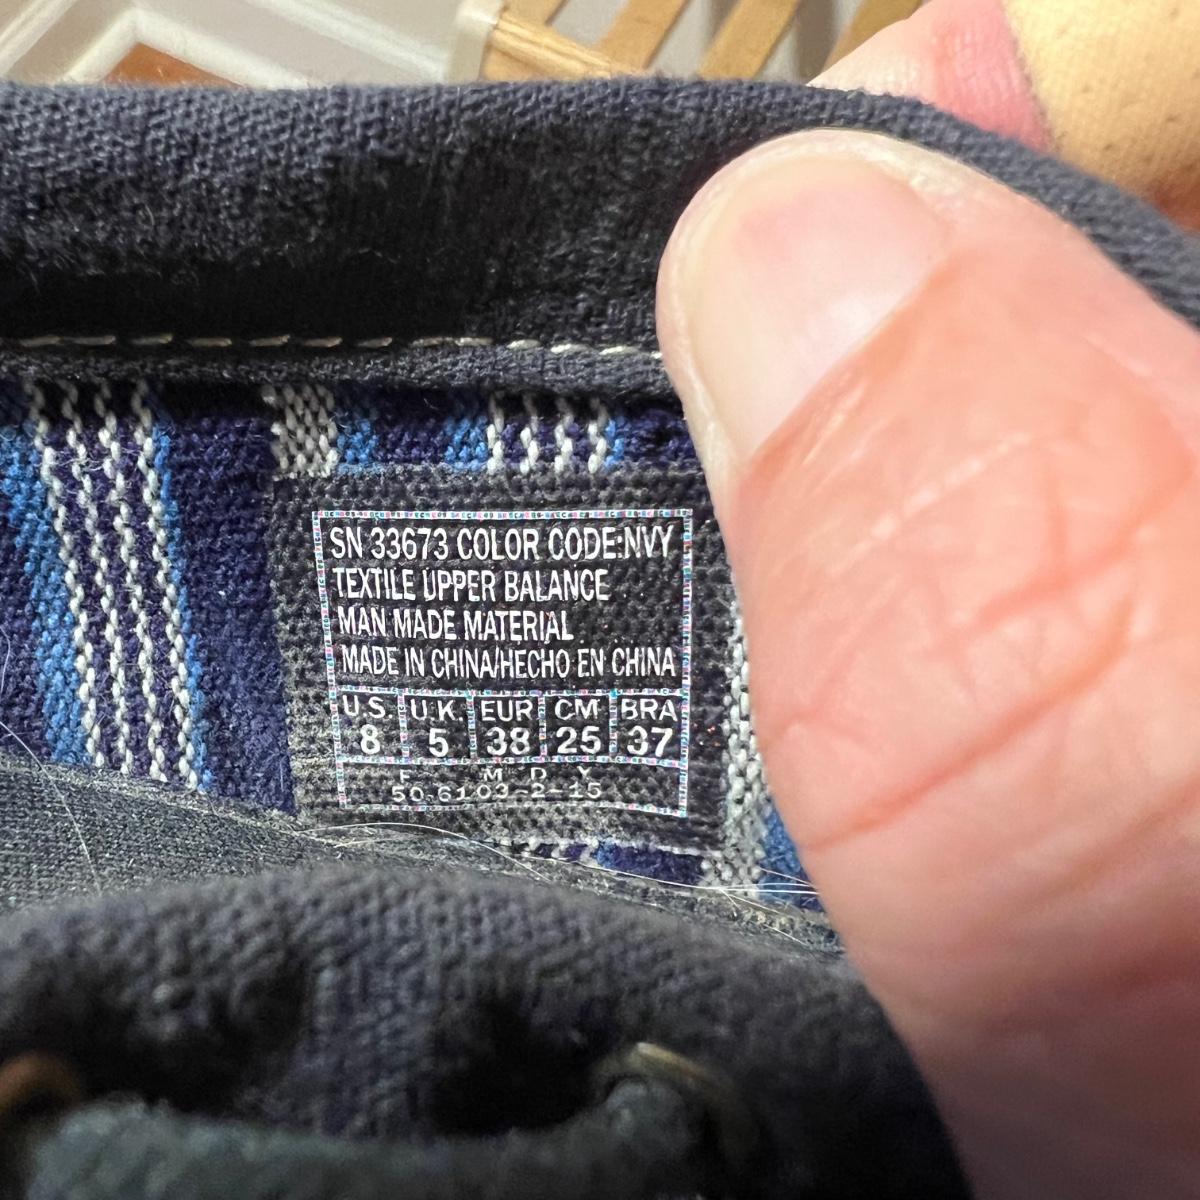 SN 33673 COLOR CODE:NVY
TEXTILE UPPER BALANCE
MAN MADE MATERIAL
MADE IN CHINA/HECHO EN CHINA
U.S. U.K. EUR CM BRA
8 5 38 25 37
F M D Y
50.6103-2-15